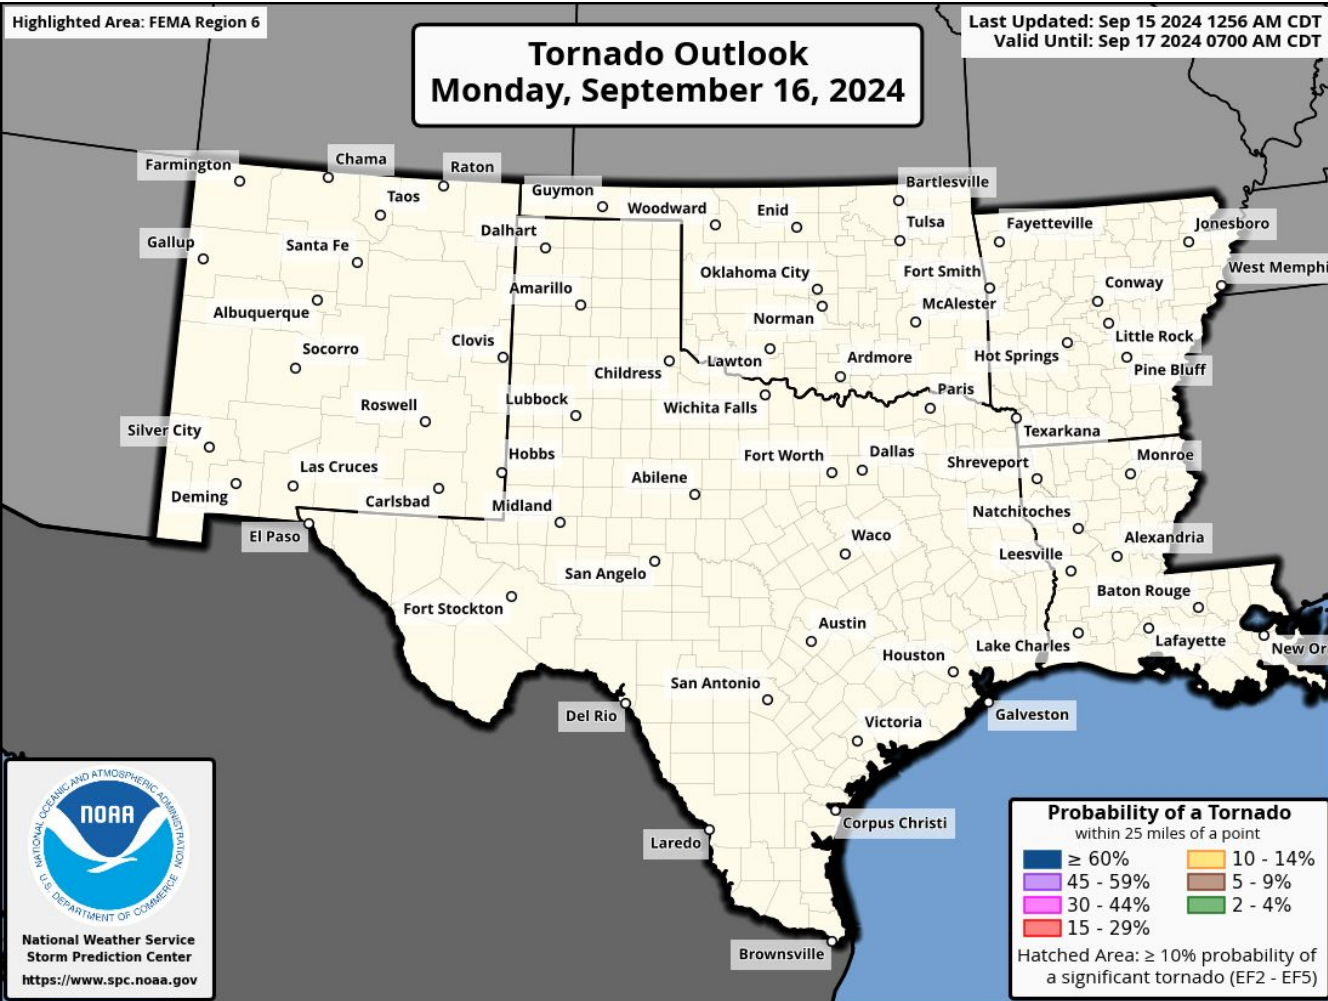 Highlighted Area: FEMA Region 6
Last Updated: Sep 15 2024 1256 AM CDT
Valid Until: Sep 17 2024 0700 AM CDT
Tornado Outlook
Monday, September 16, 2024
Farmington
Chama
Raton
Taos
Guymon
Woodward
Enid
Bartlesville
Tulsa
Fayetteville
Jonesboro
Gallup
Santa Fe
Dalhart
Oklahoma City
Fort Smith
West Memphi
Amarillo
Conway
Albuquerque
Norman
McAlester
Socorro
Clovis
Little Rock
Childress
Lawton
Ardmore
Hot Springs
Pine Bluff
Roswell
Lubbock
Wichita Falls
Paris
Silver City
Texarkana
Las Cruces
Hobbs
Abilene
Fort Worth
Dallas
Shreveport
Monroe
Deming
Carlsbad
Midland
Natchitoches
El Paso
Waco
Leesville
Alexandria
San Angelo
Baton Rouge
Fort Stockton
Austin
Lake Charles
Lafayette
New Or
Houston
San Antonio
Del Rio
Victoria
Galveston
Corpus Christi
Laredo
Brownsville
NATIONAL OCEANIC AND ATMOSPHERIC ADMINISTRATION
NOAA
U.S. DEPARTMENT OF COMMERCE
National Weather Service
Storm Prediction Center
https://www.spc.noaa.gov
Probability of a Tornado
within 25 miles of a point
≥ 60%
10 - 14%
45 - 59%
5 - 9%
30 - 44%
2 - 4%
15 - 29%
Hatched Area: ≥ 10% probability of
a significant tornado (EF2 - EF5)